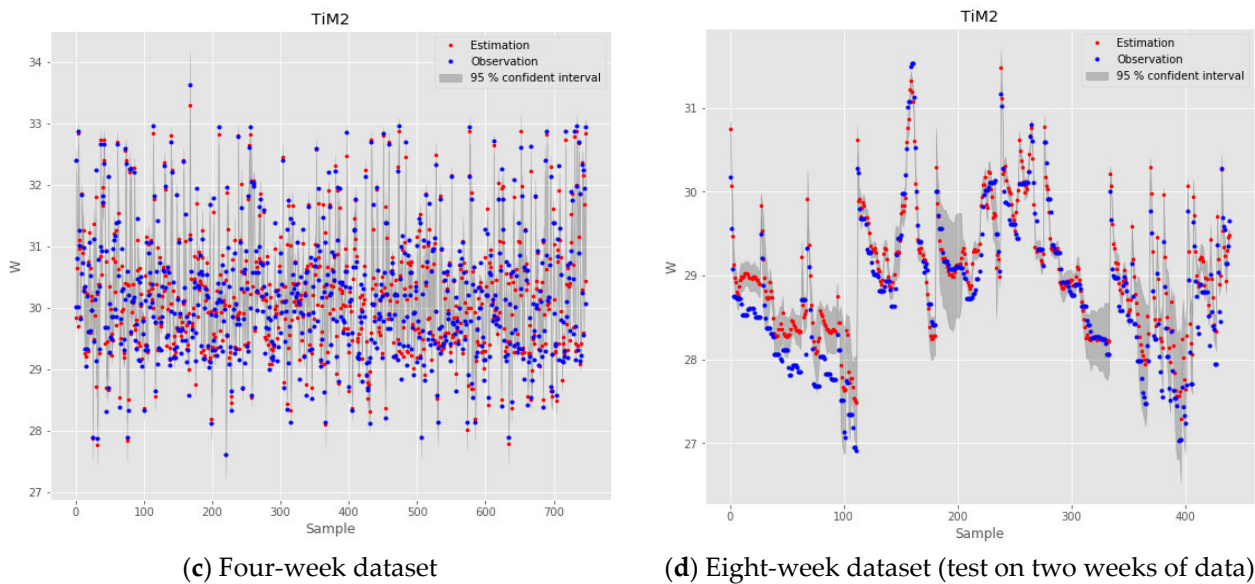 TiM2
Estimation
Observation
95 % confident interval
34
33
32
31
30
29
28
27
W
0 100 200 300 400 500 600 700
Sample
(c) Four-week dataset
TiM2
Estimation
Observation
95 % confident interval
31
30
29
28
27
W
0 100 200 300 400
Sample
(d) Eight-week dataset (test on two weeks of data)